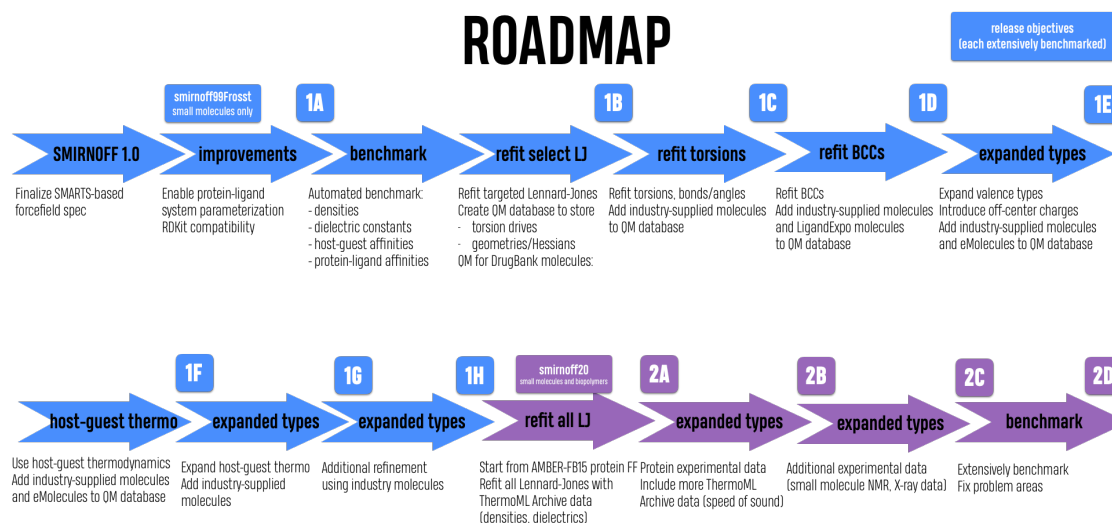 ROADMAP
release objectives
(each extensively benchmarked)
smirnoff99Frosst
small molecules only
1A
1B
1C
1D
1E
SMIRNOFF 1.0
improvements
benchmark
refit select LJ
refit torsions
refit BCCs
expanded types
Finalize SMARTS-based
forcefield spec
Enable protein-ligand
system parameterization
RDKit compatibility
Automated benchmark:
- densities
- dielectric constants
- host-guest affinities
- protein-ligand affinities
Refit targeted Lennard-Jones
Create QM database to store
- torsion drives
- geometries/Hessians
QM for DrugBank molecules:
Refit torsions, bonds/angles
Add industry-supplied molecules
to QM database
Refit BCCs
Add industry-supplied molecules
and LigandExpo molecules
to QM database
Expand valence types
Introduce off-center charges
Add industry-supplied molecules
and eMolecules to QM database
1F
1G
1H
smirnoff20
small molecules and biopolymers
2A
2B
2C
2D
host-guest thermo
expanded types
expanded types
refit all LJ
expanded types
expanded types
benchmark
Use host-guest thermodynamics
Add industry-supplied molecules
and eMolecules to QM database
Expand host-guest thermo
Add industry-supplied
molecules
Additional refinement
using industry molecules
Start from AMBER-FB15 protein FF
Refit all Lennard-Jones with
ThermoML Archive data
(densities, dielectrics)
Protein experimental data
Include more ThermoML
Archive data (speed of sound)
Additional experimental data
(small molecule NMR, X-ray data)
Extensively benchmark
Fix problem areas